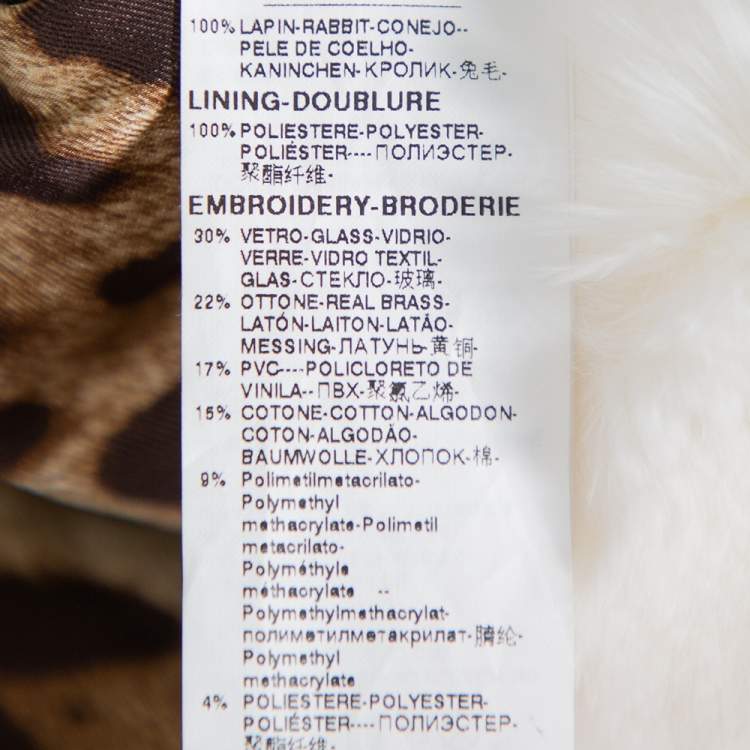 100% LAPIN-RABBIT-CONEJO--
PELE DE COELHO-
KANINCHEN-КРОЛИК-兔毛-
LINING-DOUBLURE
100% POLIESTERE-POLYESTER-
POLIÉSTER----ПОЛИЭСТЕР-
聚酯纤维-
EMBROIDERY-BRODERIE
30% VETRO-GLASS-VIDRIO-
VERRE-VIDRO TEXTIL-
GLAS-СТЕКЛО-玻璃-
22% OTTONE-REAL BRASS-
LATÓN-LAITON-LATÃO-
MESSING-ЛАТУНЬ-黄铜-
17% PVC----POLICLORETO DE
VINILA--ПВХ-聚氯乙烯-
15% COTONE-COTTON-ALGODON-
COTON-ALGODÃO-
BAUMWOLLE-ХЛОПОК-棉-
9% Polimetilmetacrilato-
Polymethyl
methacrylate-Polimetil
metacrilato-
Polyméthyle
méthacrylate --
Polymethylmethacrylat-
полиметилметакрилат-腈纶-
Polymethyl
methacrylate
4% POLIESTERE-POLYESTER-
POLIÉSTER----ПОЛИЭСТЕР-
聚酯纤维-